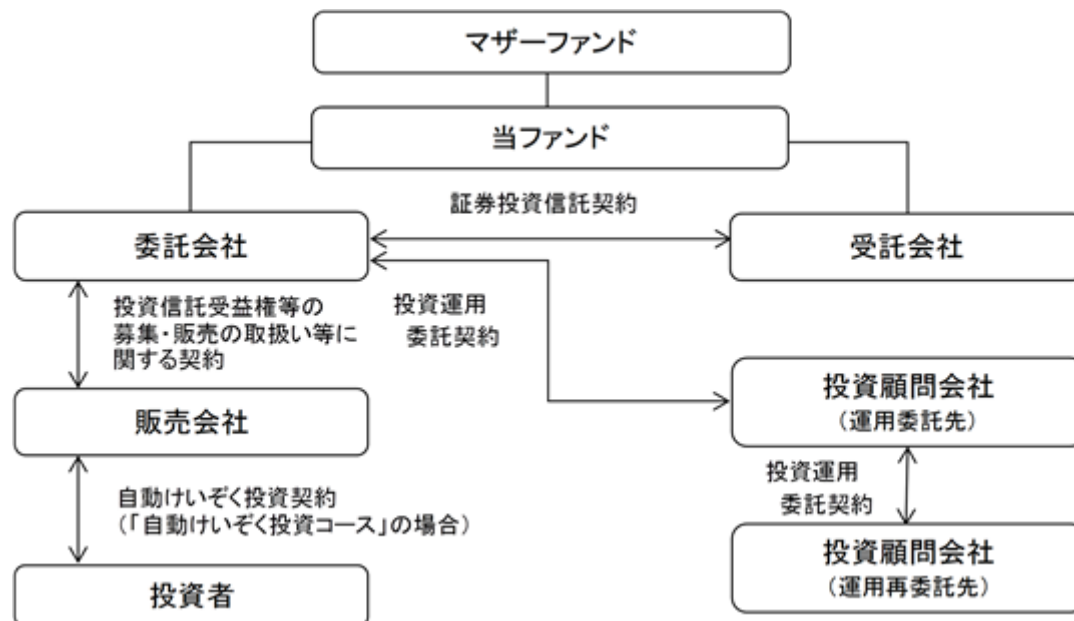 マザーファンド
当ファンド
証券投資信託契約
委託会社
受託会社
投資信託受益権等の
募集・販売の取扱い等に
関する契約
投資運用
委託契約
販売会社
投資顧問会社
（運用委託先）
自動けいぞく投資契約
（「自動けいぞく投資コース」の場合）
投資運用
委託契約
投資者
投資顧問会社
（運用再委託先）